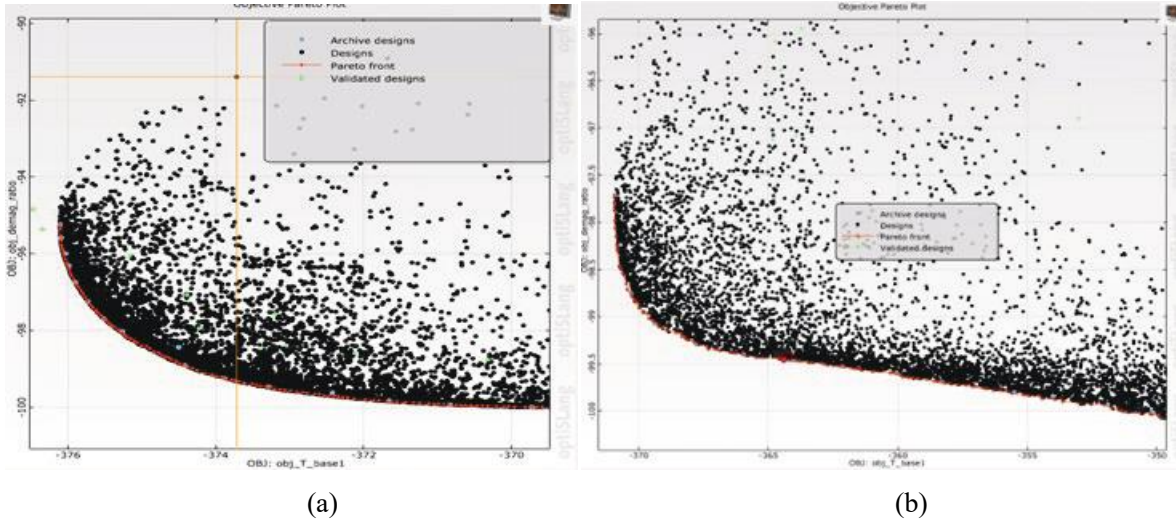 Objective Pareto Plot
Archive designs
Designs
Pareto front
Validated designs
OBJ: obj_demag_ratio
-90
-92
-94
-96
-98
-100
-376
-374
-372
-370
OBJ: obj_T_base1
(a)
Objective Pareto Plot
Archive designs
Designs
Pareto front
Validated designs
OBJ: obj_demag_ratio
-96
-96.5
-97
-97.5
-98
-98.5
-99
-99.5
-100
-370
-365
-360
-355
-350
OBJ: obj_T_base1
(b)